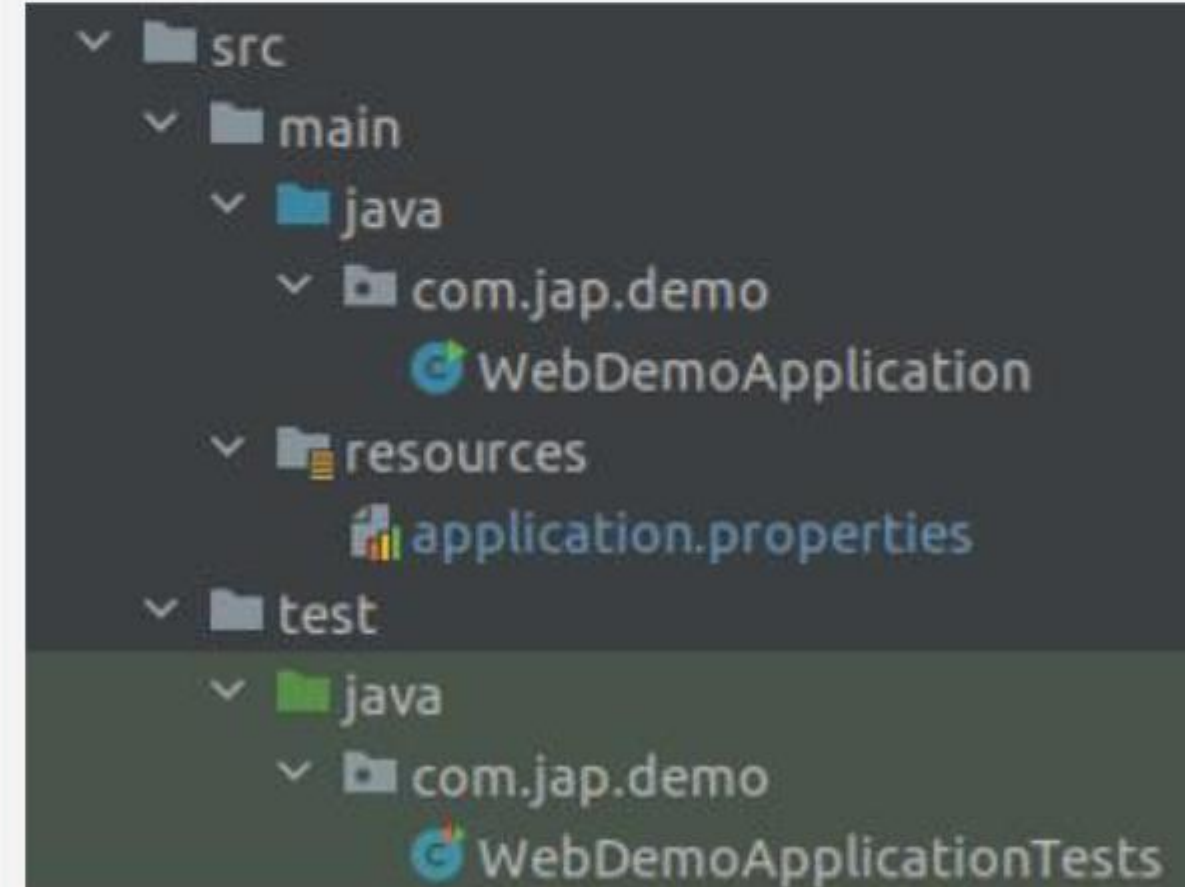 src
main
java
com.jap.demo
WebDemoApplication
resources
application.properties
test
java
com.jap.demo
WebDemoApplicationTests